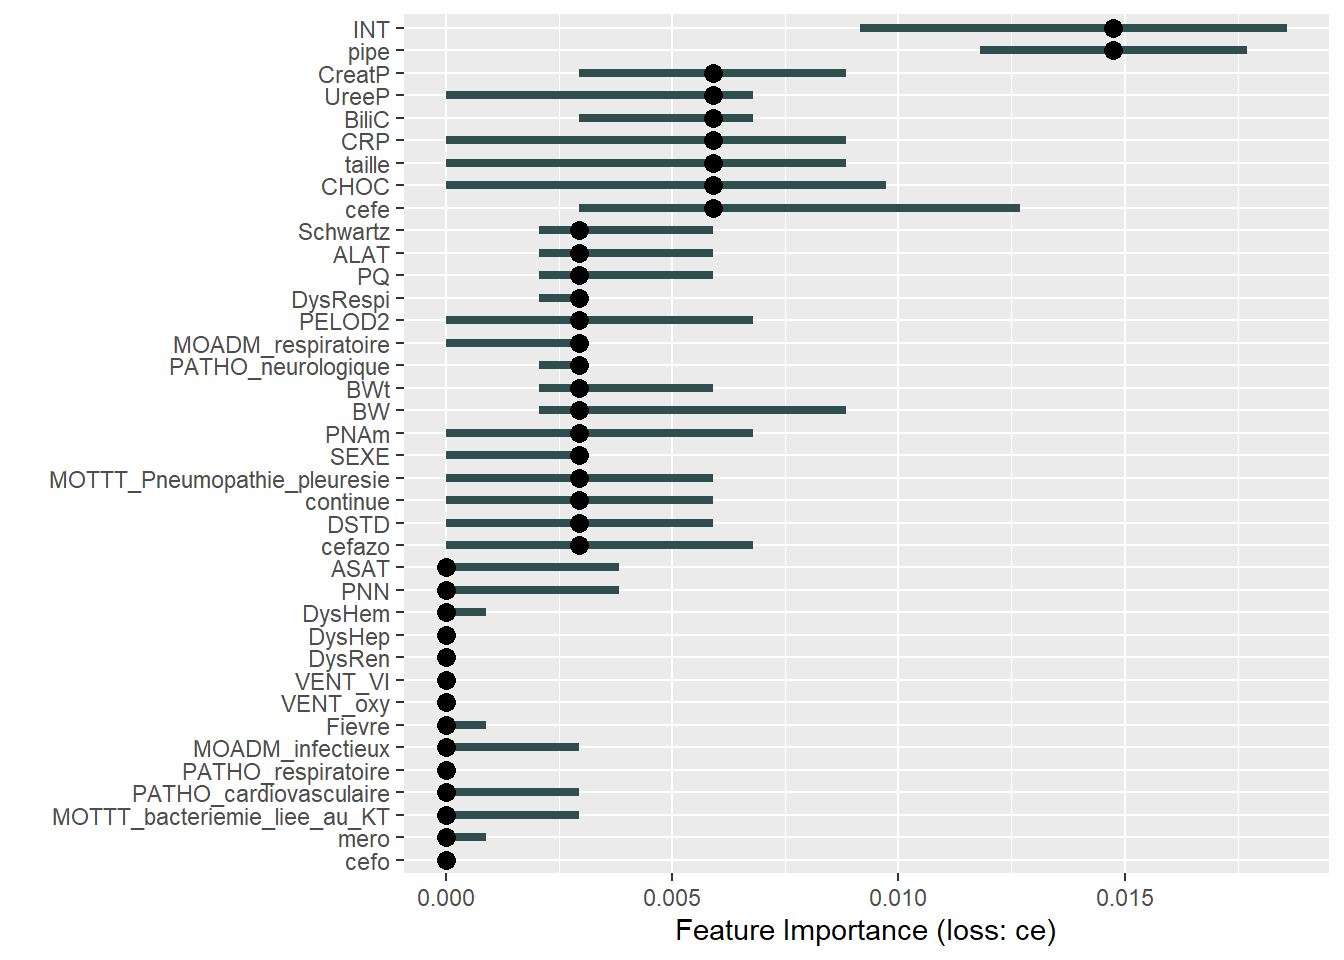 INT
pipe
CreatP
UreeP
BiliC
CRP
taille
CHOC
cefe
Schwartz
ALAT
PQ
DysRespi
PELOD2
MOADM_respiratoire
PATHO_neurologique
BWt
BW
PNAm
SEXE
MOTTT_Pneumopathie_pleuresie
continue
DSTD
cefazo
ASAT
PNN
DysHem
DysHep
DysRen
VENT_VI
VENT_oxy
Fievre
MOADM_infectieux
PATHO_respiratoire
PATHO_cardiovasculaire
MOTTT_bacteriemie_liee_au_KT
mero
cefo
0.000 0.005 0.010 0.015
Feature Importance (loss: ce)